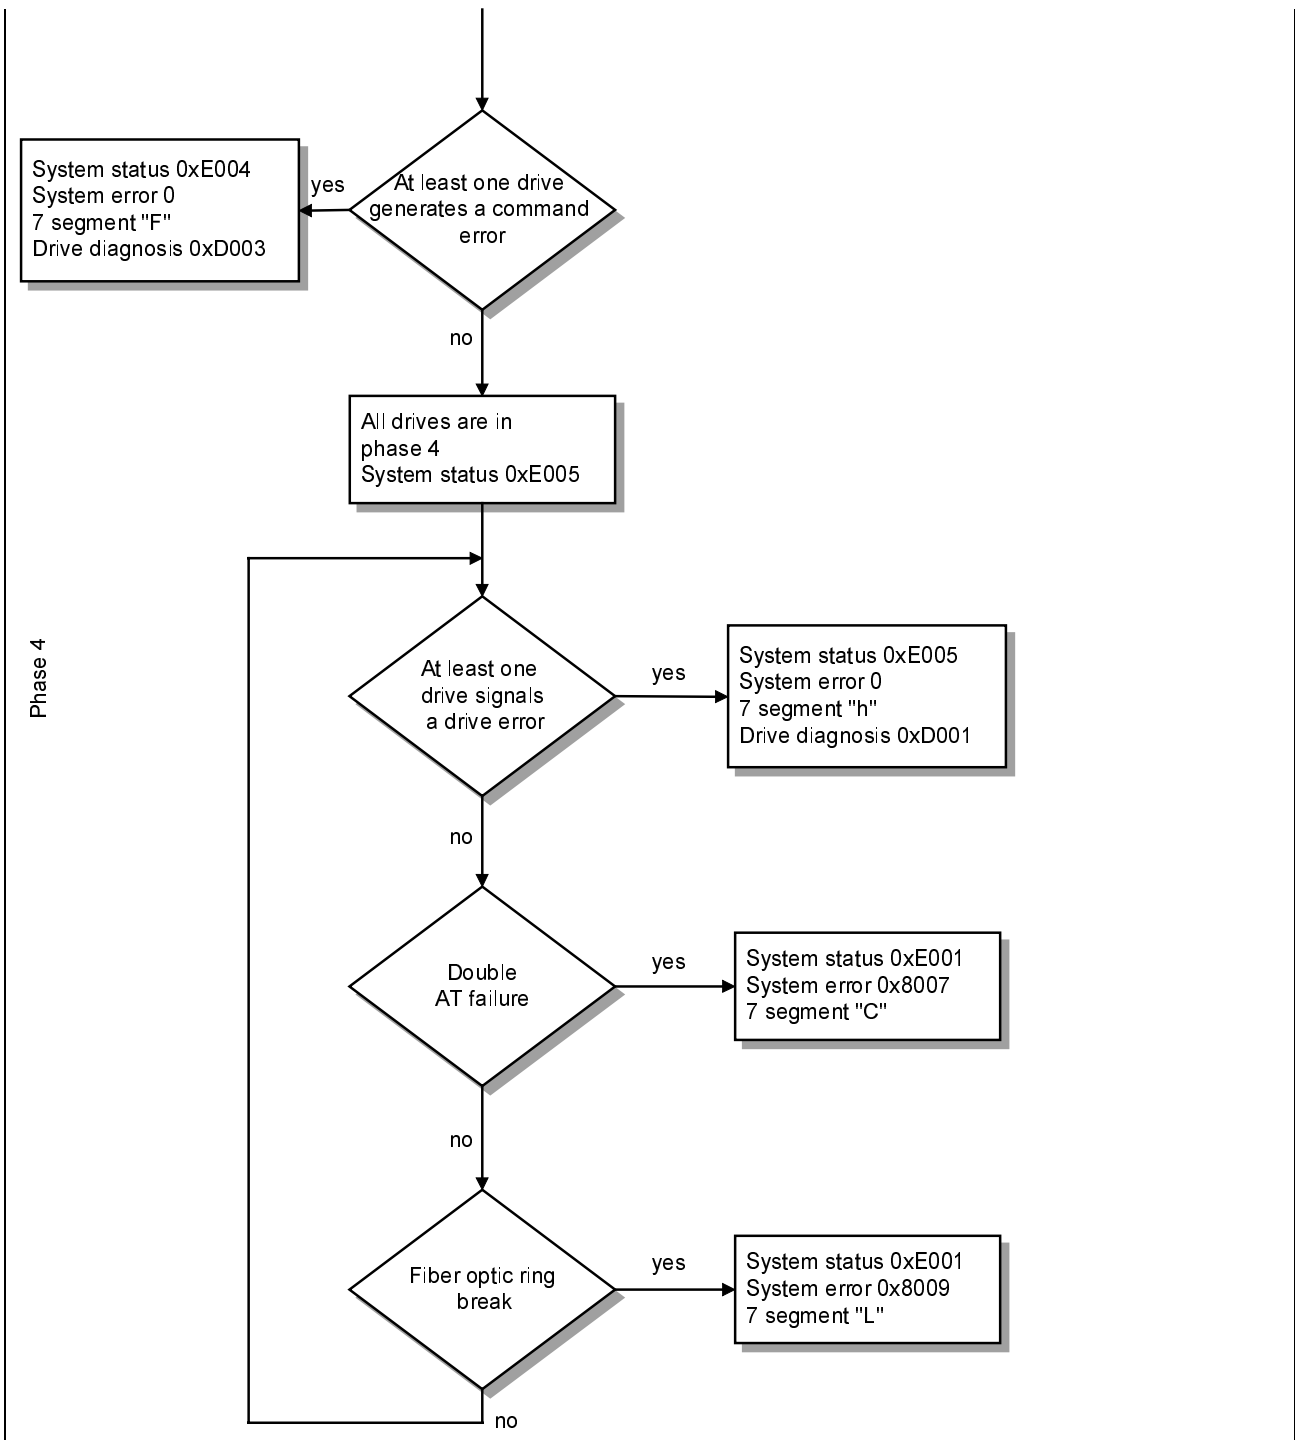 At least one drive
generates a command
error
yes
System status 0xE004
System error 0
7 segment "F"
Drive diagnosis 0xD003
no
All drives are in
phase 4
System status 0xE005
Phase 4
At least one
drive signals
a drive error
yes
System status 0xE005
System error 0
7 segment "h"
Drive diagnosis 0xD001
no
Double
AT failure
yes
System status 0xE001
System error 0x8007
7 segment "C"
no
Fiber optic ring
break
yes
System status 0xE001
System error 0x8009
7 segment "L"
no